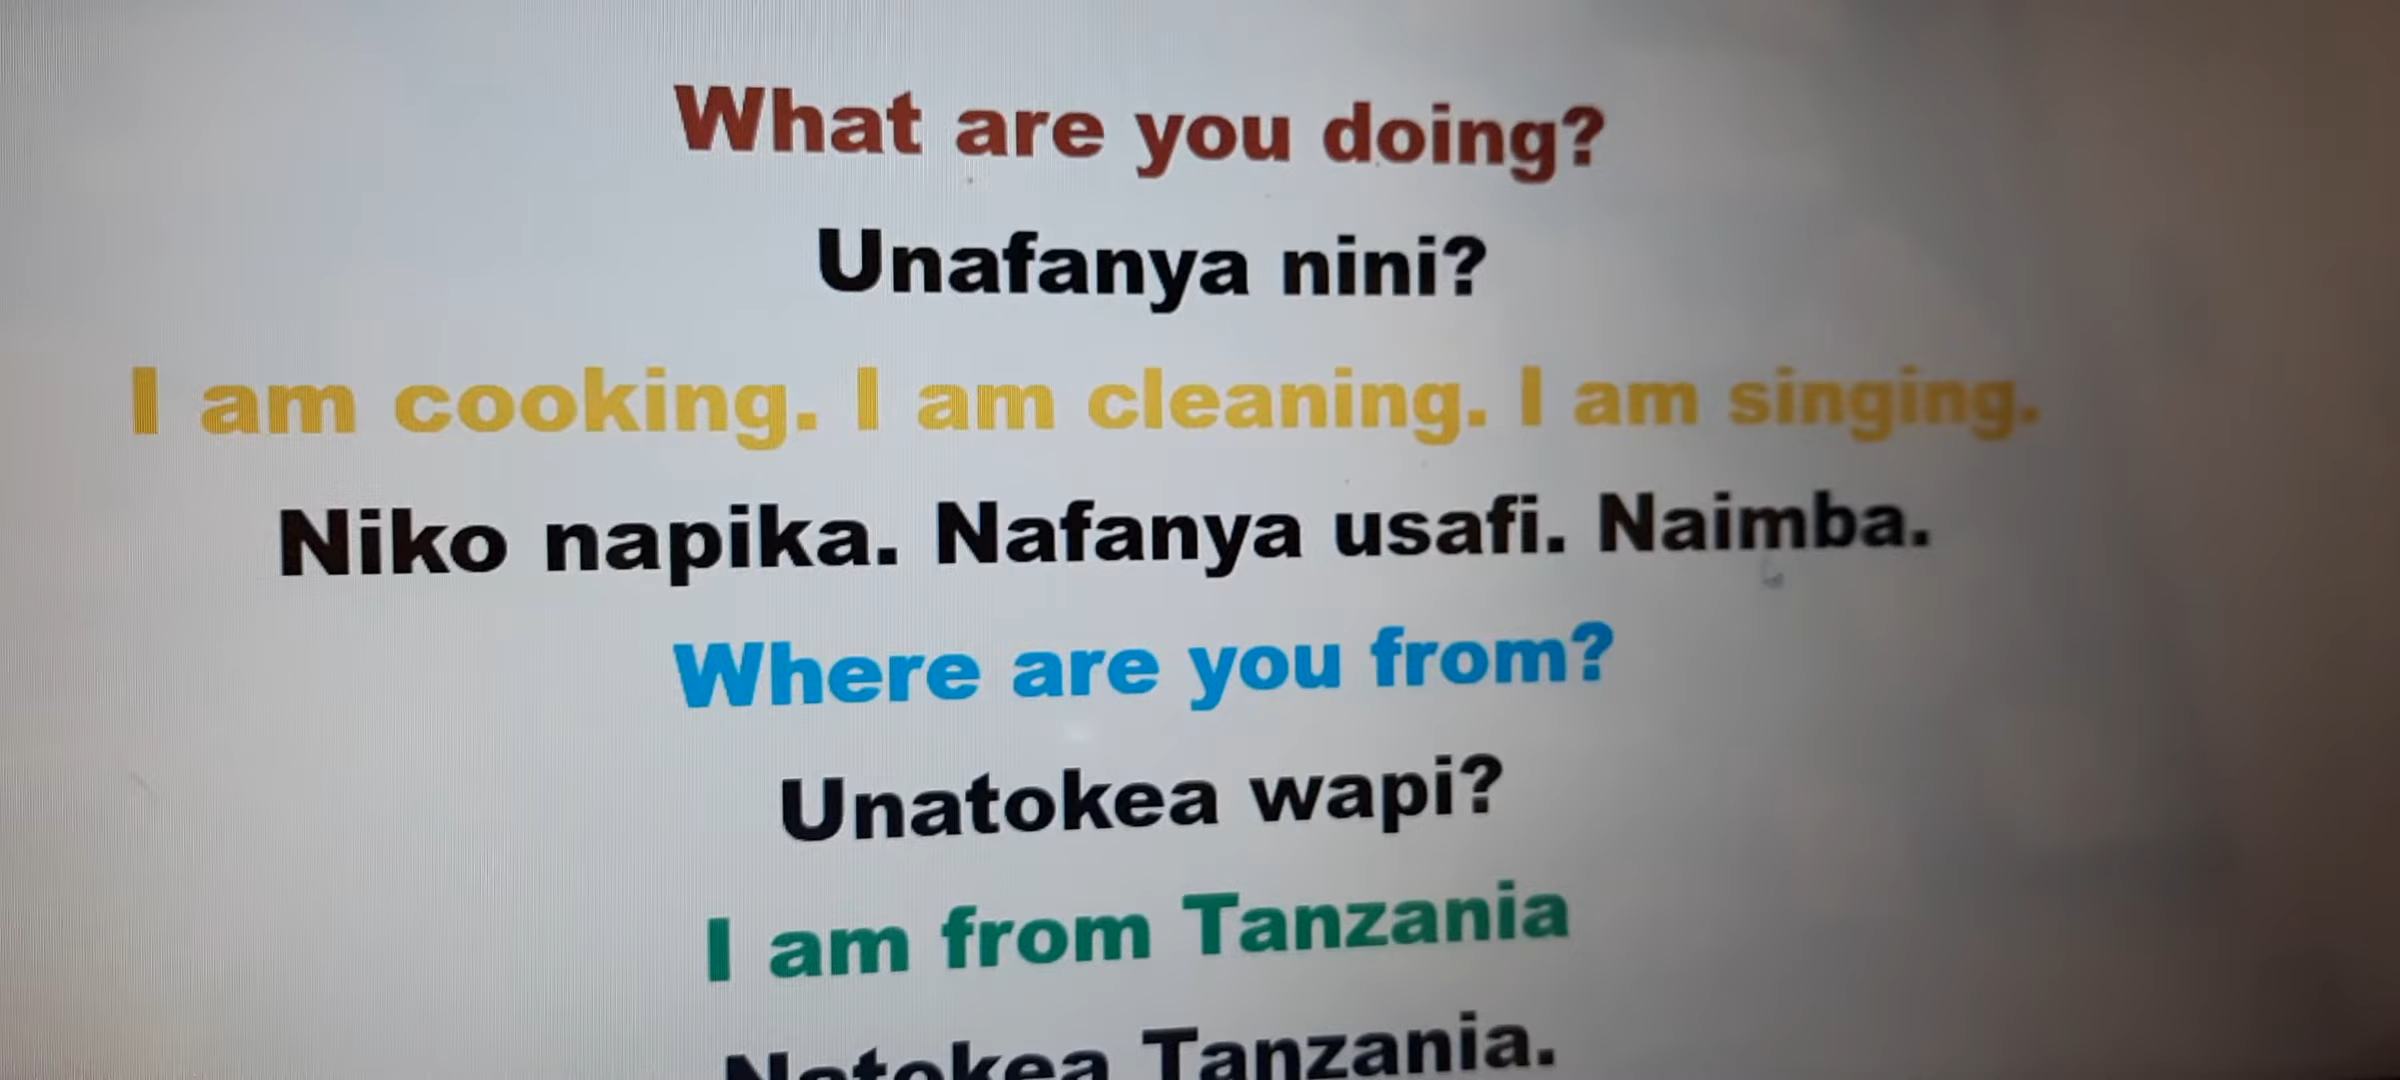 What are you doing?
Unafanya nini?
I am cooking. I am cleaning. I am singing.
Niko napika. Nafanya usafi. Naimba.
Where are you from?
Unatokea wapi?
I am from Tanzania
Natokea Tanzania.